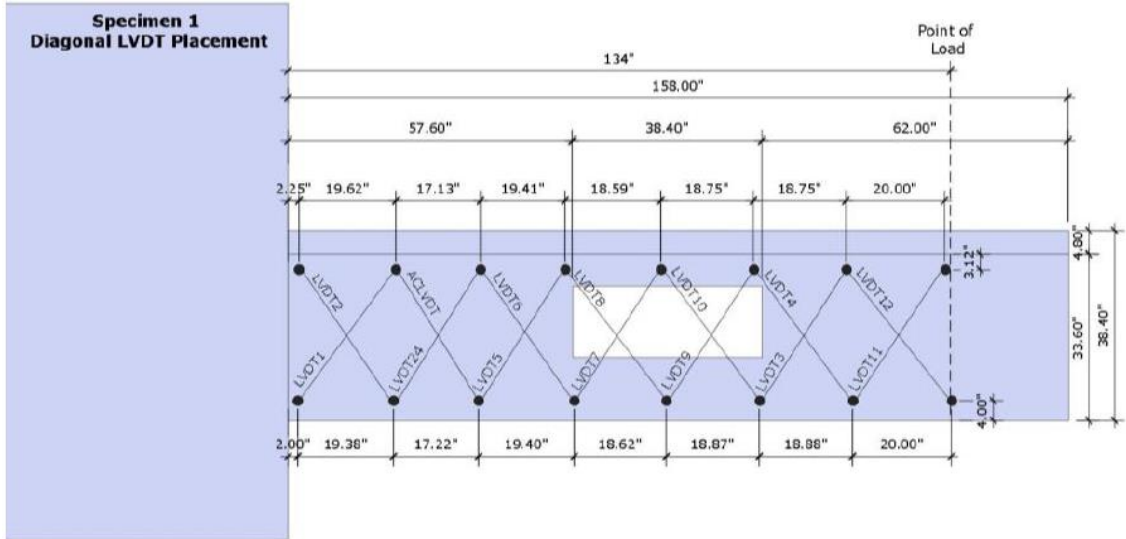 Specimen 1
Diagonal LVDT Placement
Point of
Load
134"
158.00"
57.60" 38.40" 62.00"
2.25" 19.62" 17.13" 19.41" 18.59" 18.75" 18.75" 20.00"
4.80"
3.12"
LVDT2 ACLVDT LVDT6 LVDT8 LVDT10 LVDT4 LVDT12
33.60"
38.40"
LVDT1 LVDT24 LVDT5 LVDT7 LVDT9 LVDT3 LVDT11
4.00"
2.00" 19.38" 17.22" 19.40" 18.62" 18.87" 18.88" 20.00"